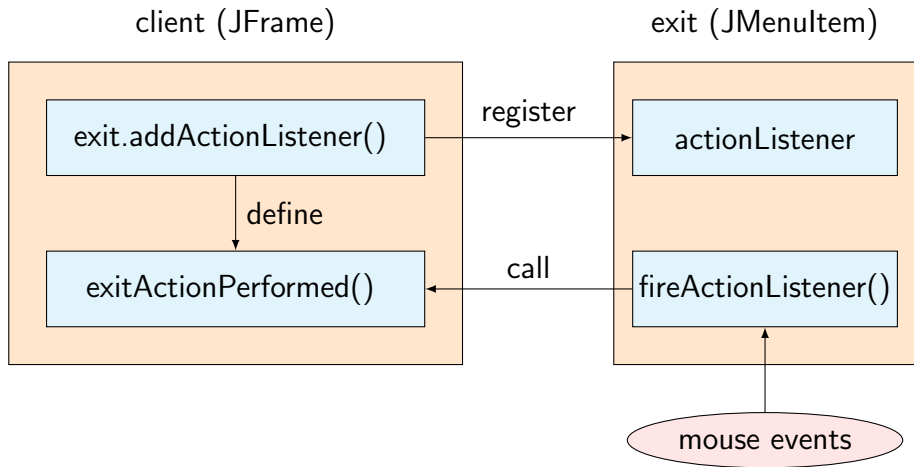 client (JFrame)
exit (JMenuItem)
exit.addActionListener()
register
actionListener
define
exitActionPerformed()
call
fireActionListener()
mouse events